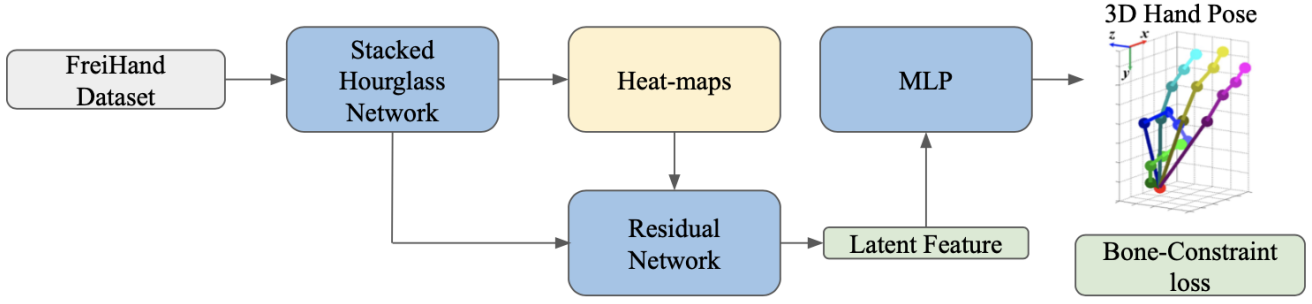 FreiHand
Dataset
Stacked
Hourglass
Network
Heat-maps
Residual
Network
Latent Feature
MLP
3D Hand Pose
z
x
y
Bone-Constraint
loss